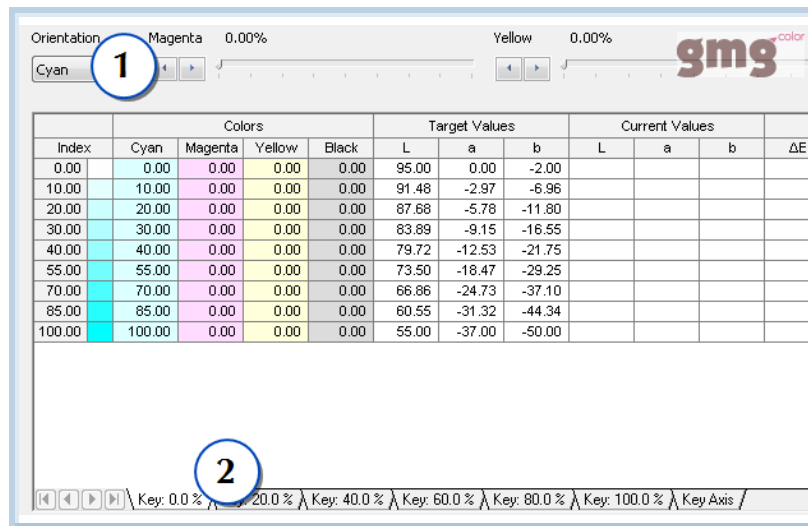 Orientation Magenta 0.00% Yellow 0.00% gmg color
Cyan 1
Colors Target Values Current Values
Index Cyan Magenta Yellow Black L a b L a b ΔE
0.00 0.00 0.00 0.00 0.00 95.00 0.00 -2.00
10.00 10.00 0.00 0.00 0.00 91.48 -2.97 -6.96
20.00 20.00 0.00 0.00 0.00 87.68 -5.78 -11.80
30.00 30.00 0.00 0.00 0.00 83.89 -9.15 -16.55
40.00 40.00 0.00 0.00 0.00 79.72 -12.53 -21.75
55.00 55.00 0.00 0.00 0.00 73.50 -18.47 -29.25
70.00 70.00 0.00 0.00 0.00 66.86 -24.73 -37.10
85.00 85.00 0.00 0.00 0.00 60.55 -31.32 -44.34
100.00 100.00 0.00 0.00 0.00 55.00 -37.00 -50.00
2
Key: 0.0 % 20.0 % Key: 40.0 % Key: 60.0 % Key: 80.0 % Key: 100.0 % Key Axis